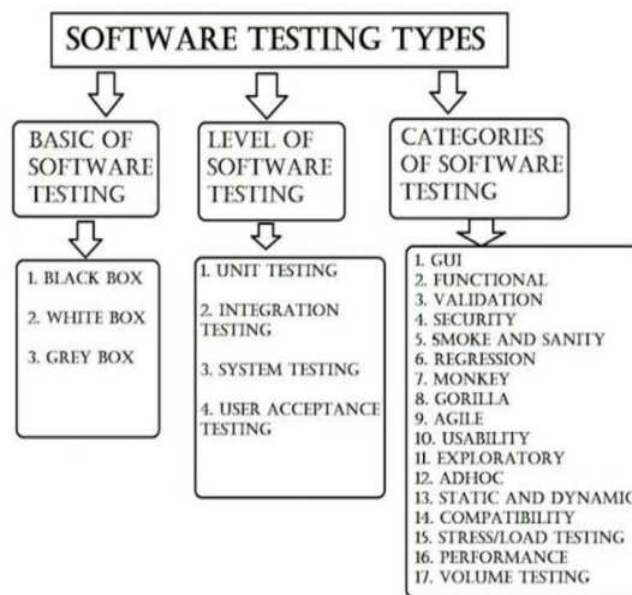 SOFTWARE TESTING TYPES
BASIC OF
SOFTWARE
TESTING
1. BLACK BOX
2. WHITE BOX
3. GREY BOX
LEVEL OF
SOFTWARE
TESTING
1. UNIT TESTING
2. INTEGRATION
TESTING
3. SYSTEM TESTING
4. USER ACCEPTANCE
TESTING
CATEGORIES
OF SOFTWARE
TESTING
1. GUI
2. FUNCTIONAL
3. VALIDATION
4. SECURITY
5. SMOKE AND SANITY
6. REGRESSION
7. MONKEY
8. GORILLA
9. AGILE
10. USABILITY
11. EXPLORATORY
12. ADHOC
13. STATIC AND DYNAMIC
14. COMPATIBILITY
15. STRESS/LOAD TESTING
16. PERFORMANCE
17. VOLUME TESTING